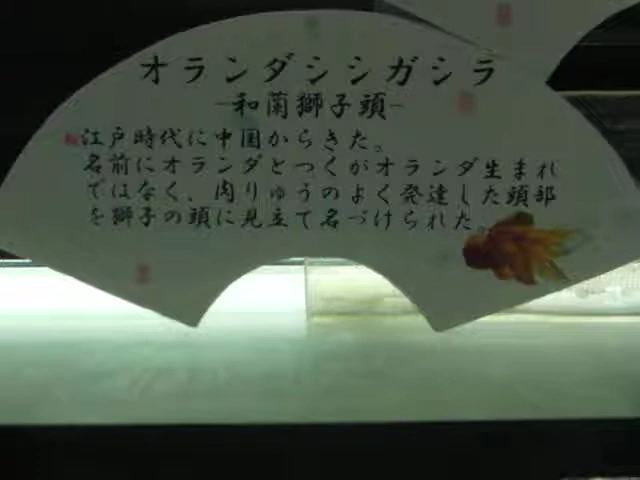 オランダシシガシラ
-和蘭獅子頭-
江戸時代に中国からきた。
名前にオランダとつくがオランダ生まれ
ではなく、肉りゅうのよく発達した頭部
を獅子の頭に見立て名づけられた。